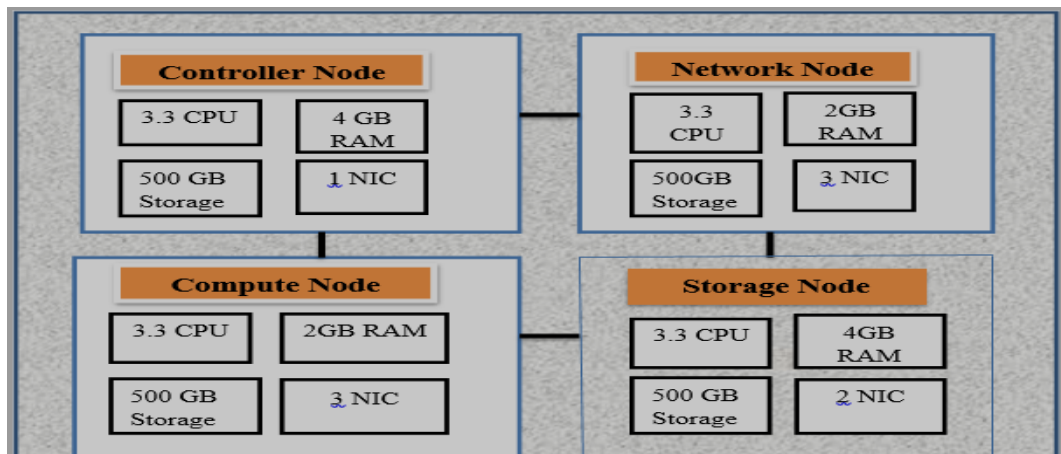 Controller Node
3.3 CPU
4 GB
RAM
500 GB
Storage
1 NIC
Network Node
3.3
CPU
2GB
RAM
500GB
Storage
3 NIC
Compute Node
3.3 CPU
2GB RAM
500 GB
Storage
3 NIC
Storage Node
3.3 CPU
4GB
RAM
500 GB
Storage
2 NIC